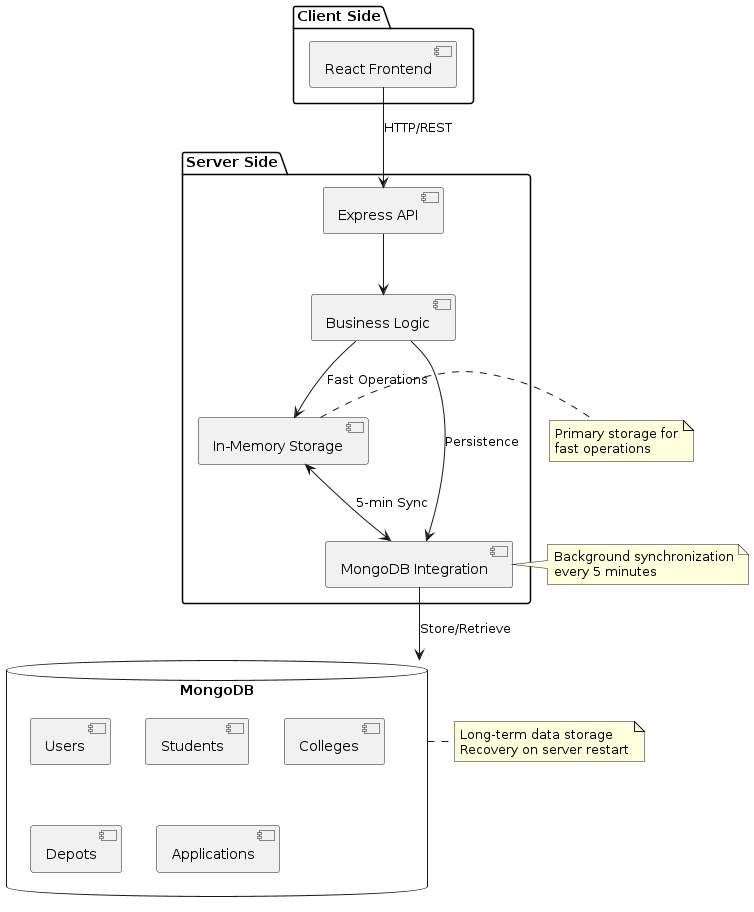 Client Side
React Frontend
HTTP/REST
Server Side
Express API
Business Logic
Fast Operations
Primary storage for
fast operations
Persistence
In-Memory Storage
5-min Sync
MongoDB Integration
Background synchronization
every 5 minutes
Store/Retrieve
MongoDB
Users
Students
Colleges
Long-term data storage
Recovery on server restart
Depots
Applications